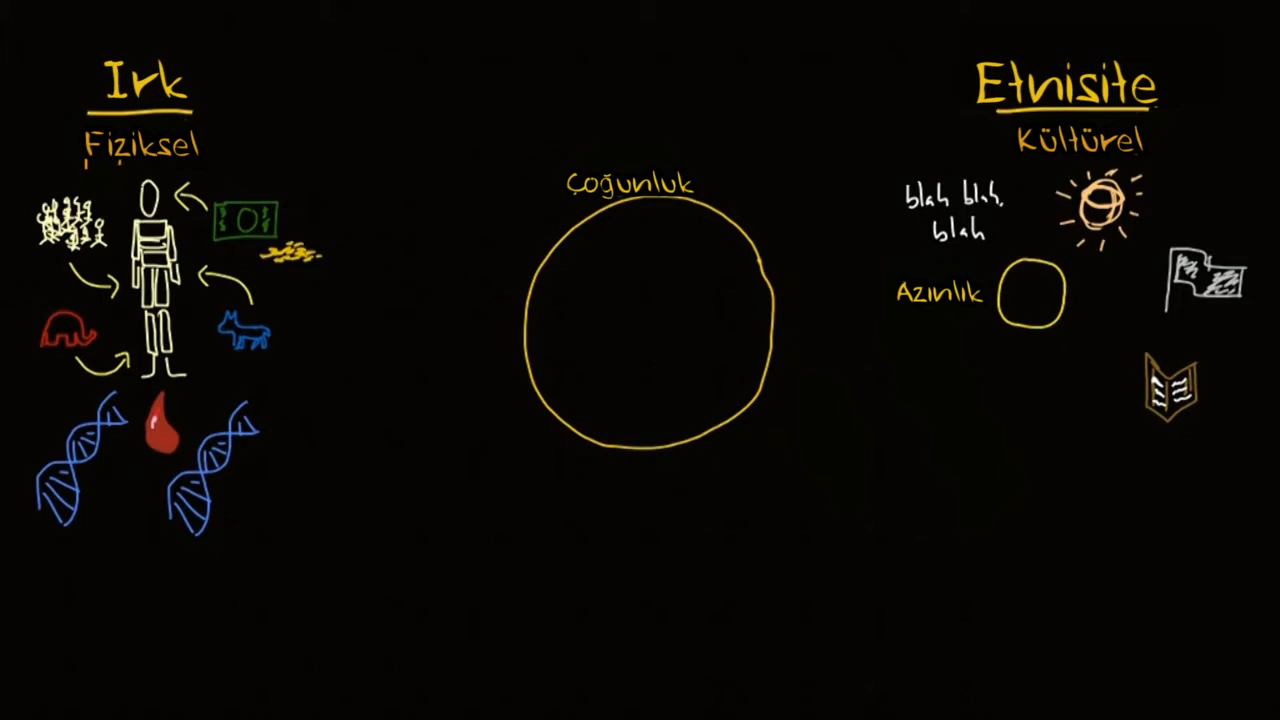 Irk
Fiziksel
Çoğunluk
Etnisite
Kültürel
blah blah,
blah
Azınlık